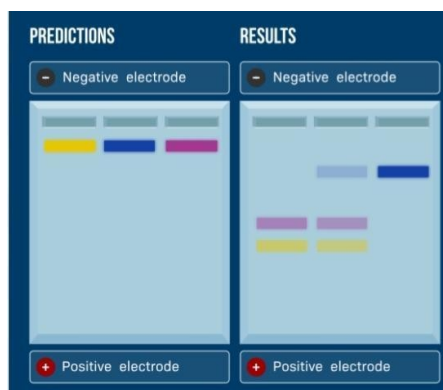 PREDICTIONS
- Negative electrode
+ Positive electrode
RESULTS
- Negative electrode
+ Positive electrode